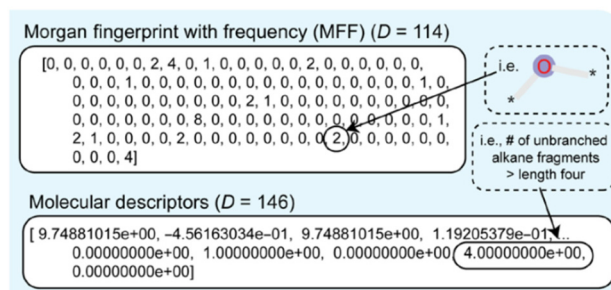 Morgan fingerprint with frequency (MFF) (D = 114)
[0, 0, 0, 0, 0, 0, 2, 4, 0, 1, 0, 0, 0, 0, 0, 2, 0, 0, 0, 0, 0, 0,
0, 0, 0, 1, 0, 0, 0, 0, 0, 0, 0, 0, 0, 0, 0, 0, 0, 0, 0, 0, 1, 0,
0, 0, 0, 0, 0, 0, 0, 0, 0, 0, 2, 1, 0, 0, 0, 0, 0, 0, 0, 0, 0,
0, 0, 0, 0, 0, 0, 8, 0, 0, 0, 0, 0, 0, 0, 0, 0, 0, 0, 0, 1,
2, 1, 0, 0, 0, 0, 2, 0, 0, 0, 0, 0, 0, 0, 0, 2, 0, 0, 0, 0, 0, 0,
0, 0, 0, 4]
i.e.
O
*
*
i.e., # of unbranched
alkane fragments
> length four
Molecular descriptors (D = 146)
[ 9.74881015e+00, –4.56163034e–01, 9.74881015e+00, 1.19205379e–01, ...
0.00000000e+00, 1.00000000e+00, 0.00000000e+00, 4.00000000e+00,
0.00000000e+00]